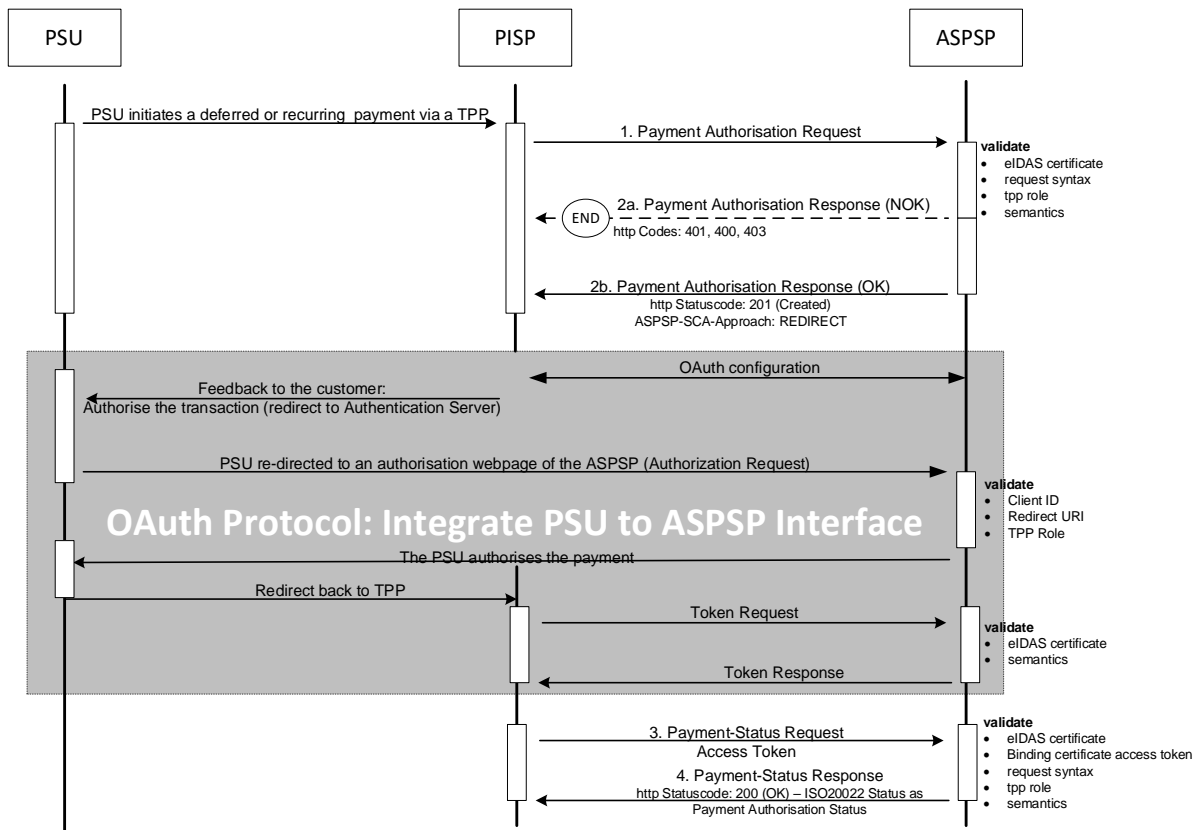 PSU
PISP
ASPSP
PSU initiates a deferred or recurring payment via a TPP
1. Payment Authorisation Request
validate
• eIDAS certificate
• request syntax
• tpp role
• semantics
2a. Payment Authorisation Response (NOK)
END
http Codes: 401, 400, 403
2b. Payment Authorisation Response (OK)
http Statuscode: 201 (Created)
ASPSP-SCA-Approach: REDIRECT
OAuth configuration
Feedback to the customer:
Authorise the transaction (redirect to Authentication Server)
PSU re-directed to an authorisation webpage of the ASPSP (Authorization Request)
validate
• Client ID
• Redirect URI
• TPP Role
OAuth Protocol: Integrate PSU to ASPSP Interface
The PSU authorises the payment
Redirect back to TPP
Token Request
validate
• eIDAS certificate
• semantics
Token Response
3. Payment-Status Request
Access Token
validate
• eIDAS certificate
• Binding certificate access token
• request syntax
• tpp role
• semantics
4. Payment-Status Response
http Statuscode: 200 (OK) – ISO20022 Status as
Payment Authorisation Status